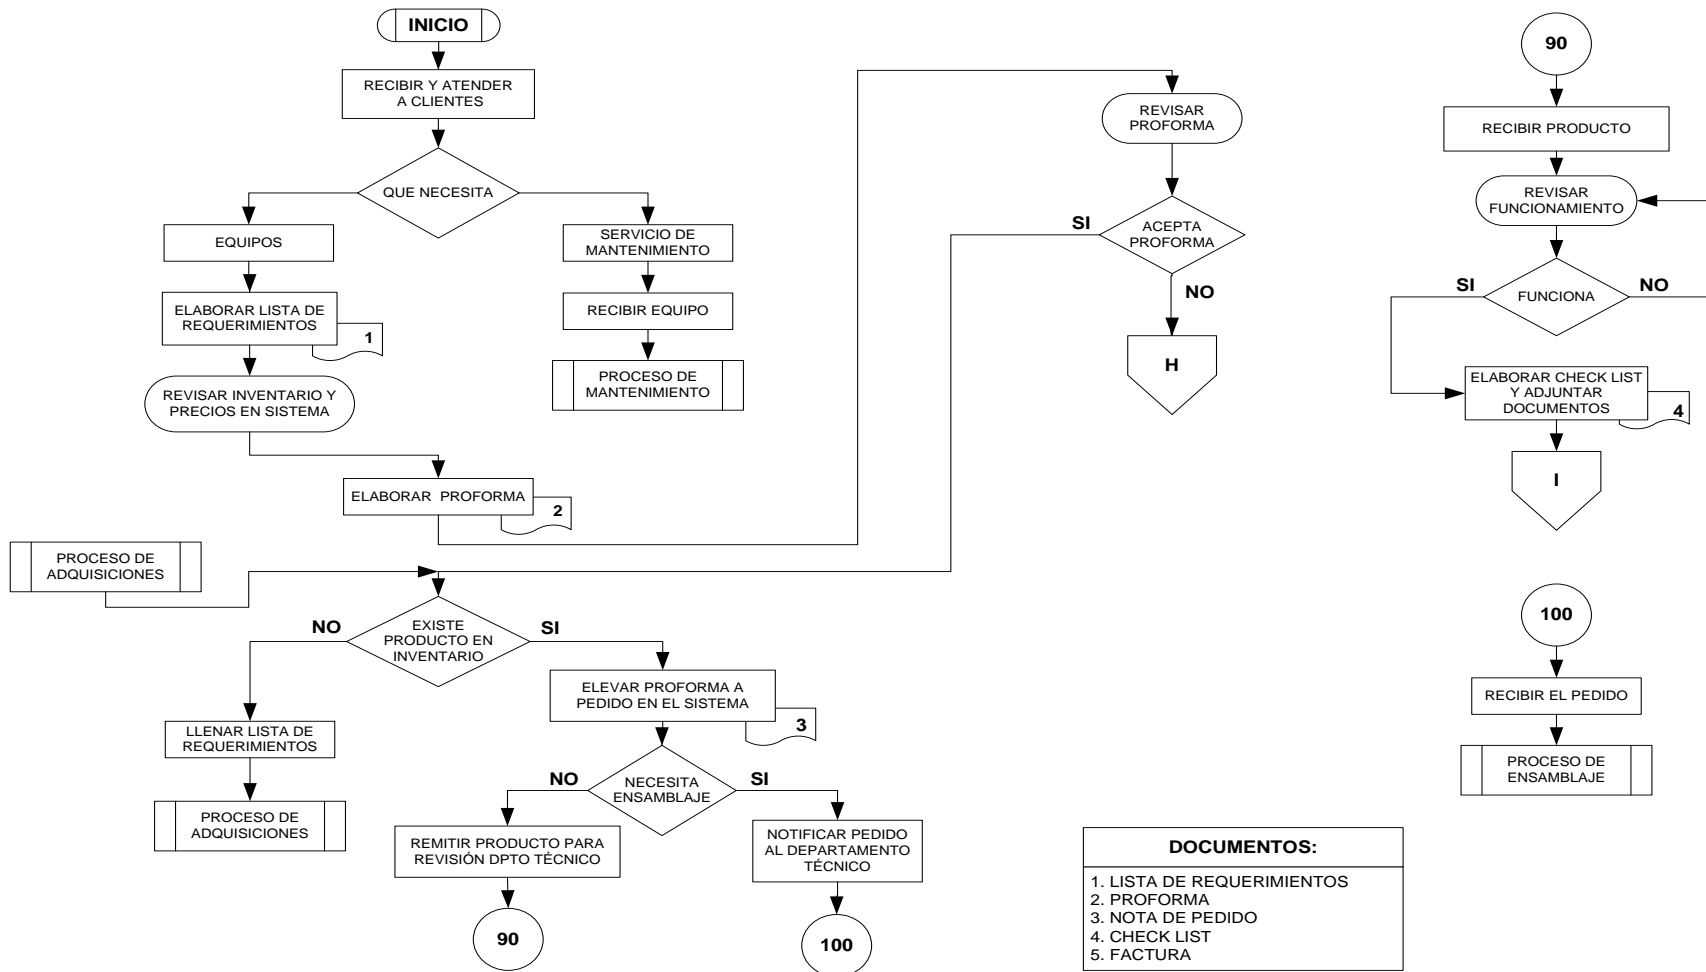 INICIO
RECIBIR Y ATENDER
A CLIENTES
QUE NECESITA
EQUIPOS
SERVICIO DE
MANTENIMIENTO
ELABORAR LISTA DE
REQUERIMIENTOS
1
RECIBIR EQUIPO
REVISAR INVENTARIO Y
PRECIOS EN SISTEMA
PROCESO DE
MANTENIMIENTO
ELABORAR PROFORMA
2
PROCESO DE
ADQUISICIONES
EXISTE
PRODUCTO EN
INVENTARIO
NO
SI
LLENAR LISTA DE
REQUERIMIENTOS
PROCESO DE
ADQUISICIONES
ELEVAR PROFORMA A
PEDIDO EN EL SISTEMA
3
NECESITA
ENSAMBLAJE
NO
SI
REMITIR PRODUCTO PARA
REVISIÓN DPTO TÉCNICO
90
NOTIFICAR PEDIDO
AL DEPARTAMENTO
TÉCNICO
100
REVISAR
PROFORMA
ACEPTA
PROFORMA
SI
NO
H
90
RECIBIR PRODUCTO
REVISAR
FUNCIONAMIENTO
FUNCIONA
SI
NO
ELABORAR CHECK LIST
Y ADJUNTAR
DOCUMENTOS
4
I
100
RECIBIR EL PEDIDO
PROCESO DE
ENSAMBLAJE
DOCUMENTOS:
1. LISTA DE REQUERIMIENTOS
2. PROFORMA
3. NOTA DE PEDIDO
4. CHECK LIST
5. FACTURA